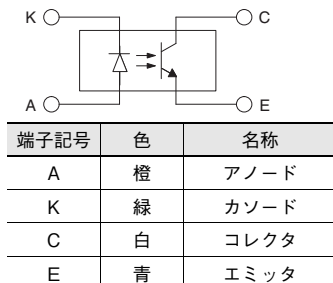 K C
A E
端子記号 色 名称
A 橙 アノード
K 緑 カソード
C 白 コレクタ
E 青 エミッタ